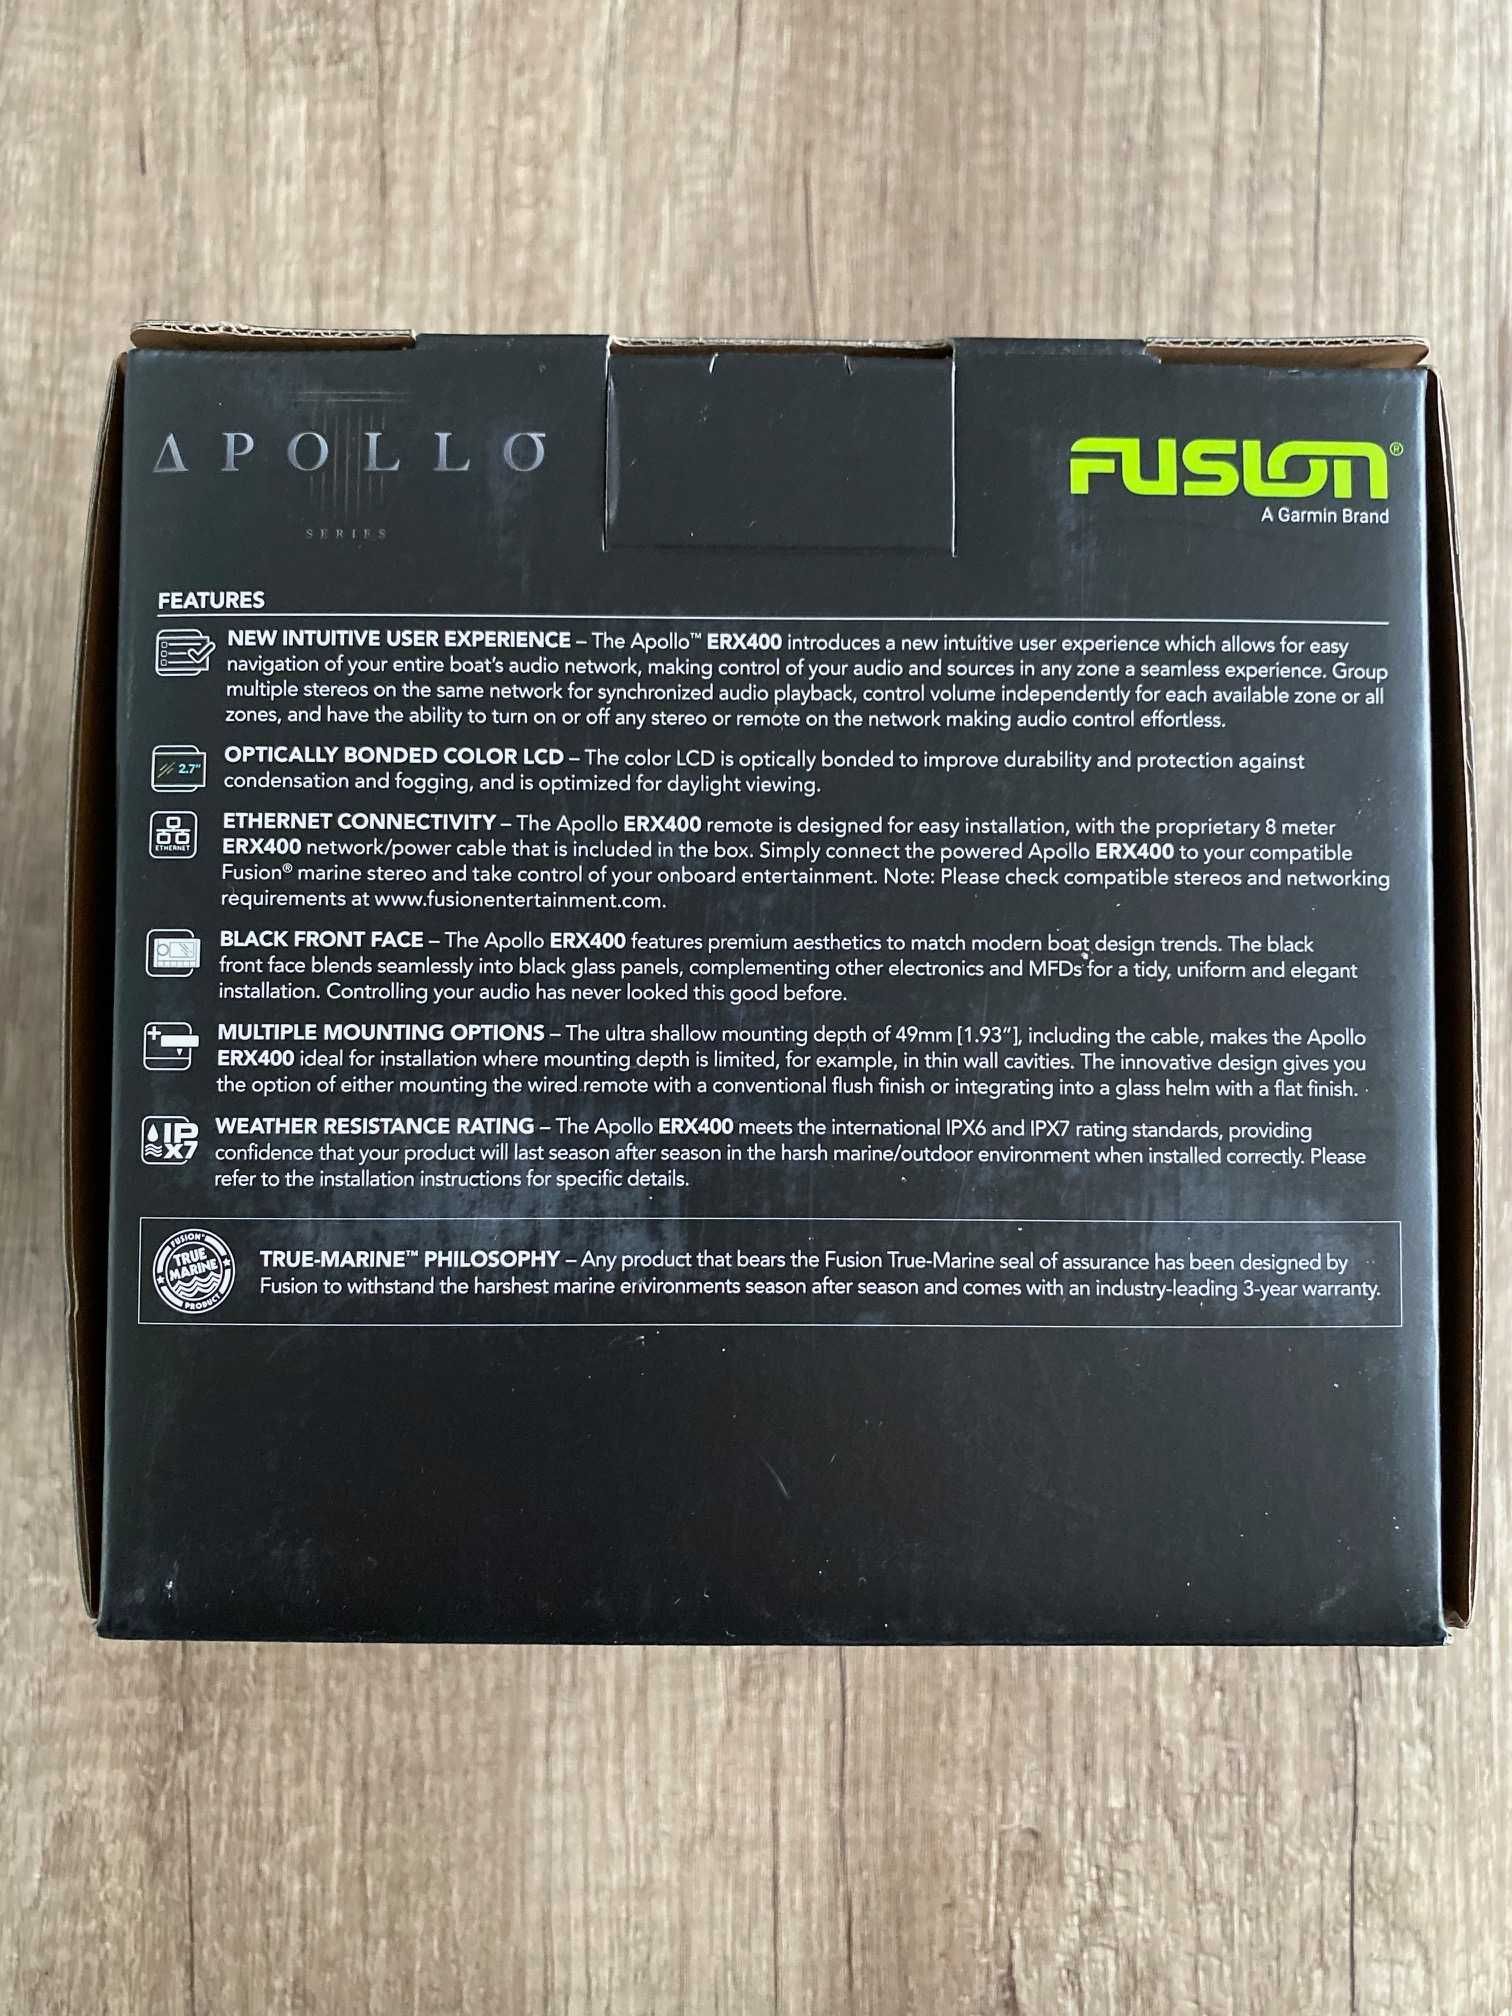 APOLLO
SERIES
FUSION®
A Garmin Brand
FEATURES
NEW INTUITIVE USER EXPERIENCE – The Apollo™ ERX400 introduces a new intuitive user experience which allows for easy
navigation of your entire boat's audio network, making control of your audio and sources in any zone a seamless experience. Group
multiple stereos on the same network for synchronized audio playback, control volume independently for each available zone or all
zones, and have the ability to turn on or off any stereo or remote on the network making audio control effortless.
2.7"
OPTICALLY BONDED COLOR LCD – The color LCD is optically bonded to improve durability and protection against
condensation and fogging, and is optimized for daylight viewing.
ETHERNET
ETHERNET CONNECTIVITY – The Apollo ERX400 remote is designed for easy installation, with the proprietary 8 meter
ERX400 network/power cable that is included in the box. Simply connect the powered Apollo ERX400 to your compatible
Fusion® marine stereo and take control of your onboard entertainment. Note: Please check compatible stereos and networking
requirements at www.fusionentertainment.com.
BLACK FRONT FACE – The Apollo ERX400 features premium aesthetics to match modern boat design trends. The black
front face blends seamlessly into black glass panels, complementing other electronics and MFDs for a tidy, uniform and elegant
installation. Controlling your audio has never looked this good before.
MULTIPLE MOUNTING OPTIONS – The ultra shallow mounting depth of 49mm [1.93"], including the cable, makes the Apollo
ERX400 ideal for installation where mounting depth is limited, for example, in thin wall cavities. The innovative design gives you
the option of either mounting the wired remote with a conventional flush finish or integrating into a glass helm with a flat finish.
IP
X7
WEATHER RESISTANCE RATING – The Apollo ERX400 meets the international IPX6 and IPX7 rating standards, providing
confidence that your product will last season after season in the harsh marine/outdoor environment when installed correctly. Please
refer to the installation instructions for specific details.
FUSION™
TRUE
MARINE
PRODUCT
TRUE-MARINE™ PHILOSOPHY – Any product that bears the Fusion True-Marine seal of assurance has been designed by
Fusion to withstand the harshest marine environments season after season and comes with an industry-leading 3-year warranty.